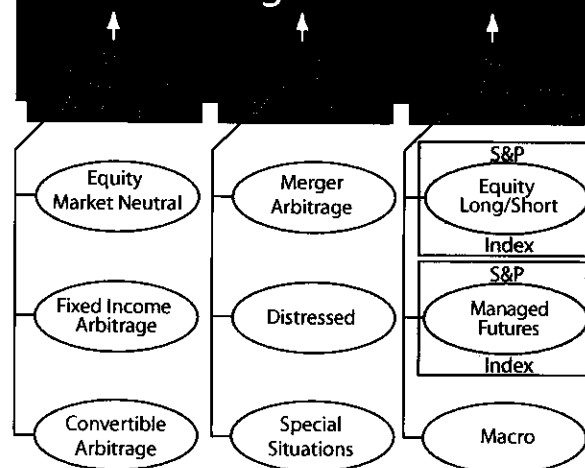 Equity
Market Neutral
Merger
Arbitrage
S&P
Equity
Long/Short
Index
Fixed Income
Arbitrage
Distressed
S&P
Managed
Futures
Index
Convertible
Arbitrage
Special
Situations
Macro